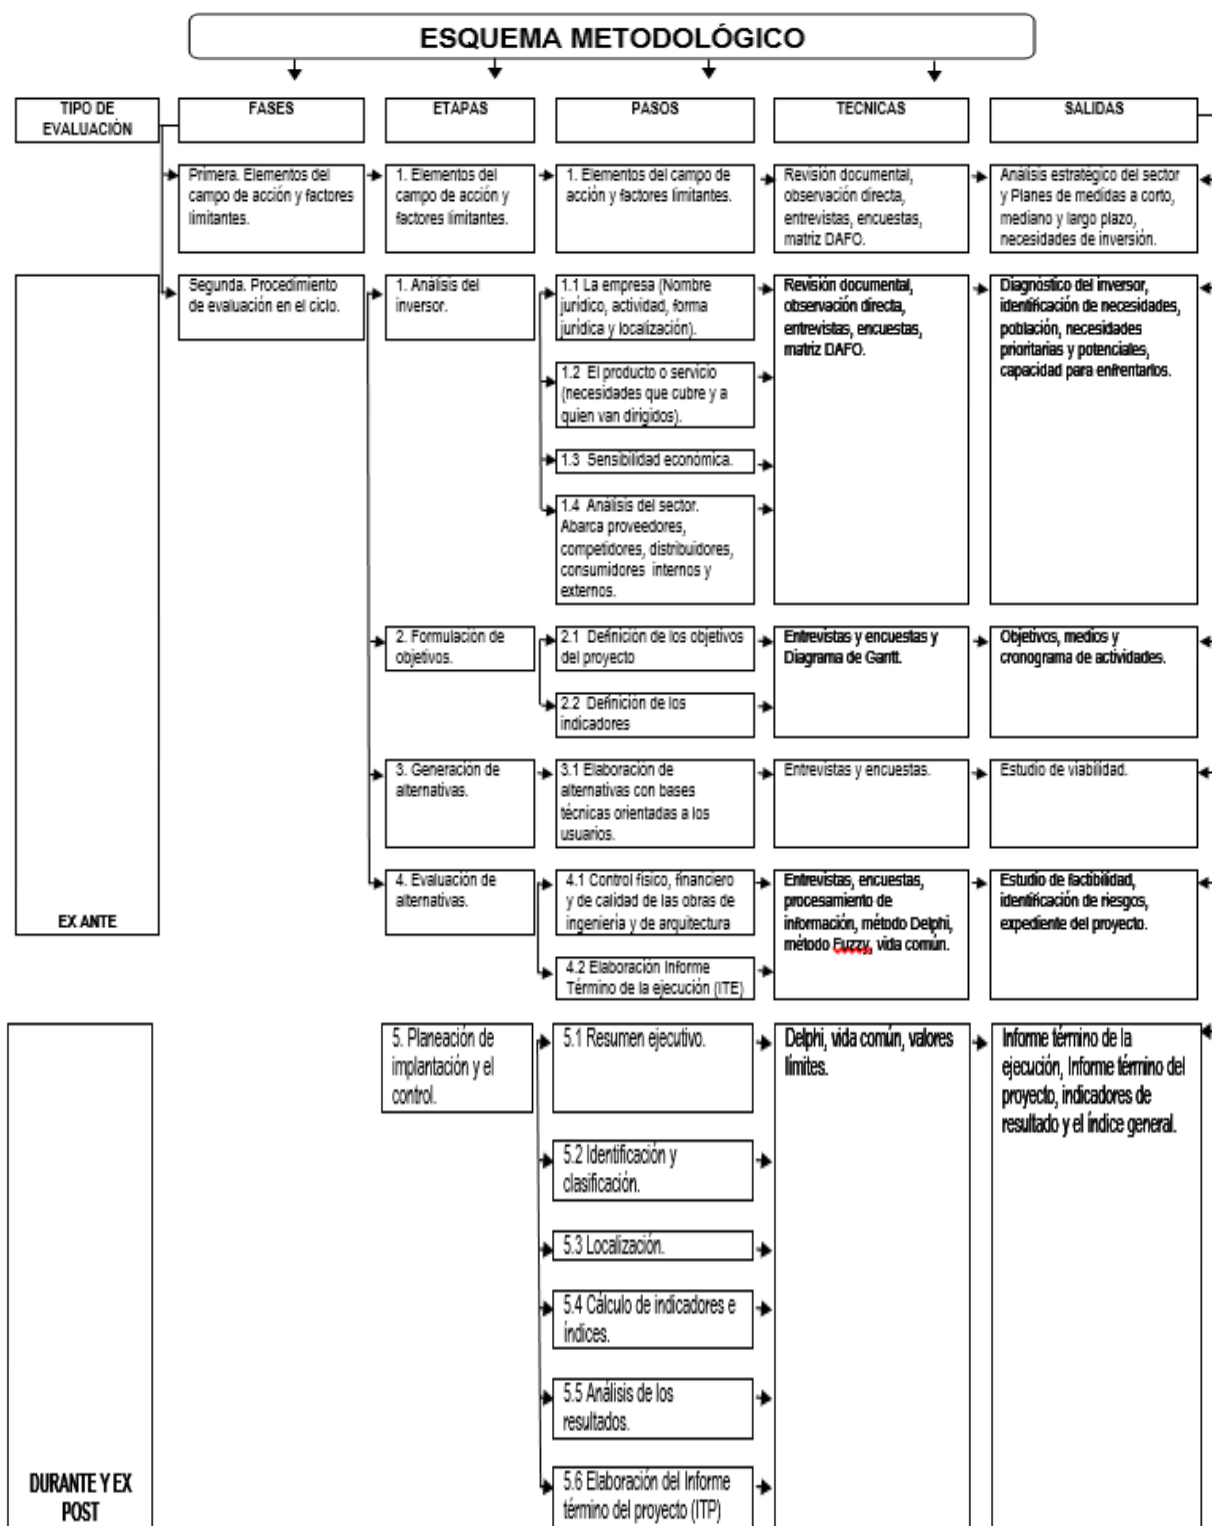 ESQUEMA METODOLÓGICO
TIPO DE
EVALUACIÓN
FASES
ETAPAS
PASOS
TECNICAS
SALIDAS
Primera. Elementos del
campo de acción y factores
limitantes.
1. Elementos del
campo de acción y
factores limitantes.
1. Elementos del campo de
acción y factores limitantes.
Revisión documental,
observación directa,
entrevistas, encuestas,
matriz DAFO.
Análisis estratégico del sector
y Planes de medidas a corto,
mediano y largo plazo,
necesidades de inversión.
EX ANTE
Segunda. Procedimiento
de evaluación en el ciclo.
1. Análisis del
inversor.
1.1 La empresa (Nombre
jurídico, actividad, forma
jurídica y localización).
1.2 El producto o servicio
(necesidades que cubre y a
quien van dirigidos).
1.3 Sensibilidad económica.
1.4 Análisis del sector.
Abarca proveedores,
competidores, distribuidores,
consumidores internos y
externos.
Revisión documental,
observación directa,
entrevistas, encuestas,
matriz DAFO.
Diagnóstico del inversor,
identificación de necesidades,
población, necesidades
prioritarias y potenciales,
capacidad para enfrentarlos.
2. Formulación de
objetivos.
2.1 Definición de los objetivos
del proyecto
2.2 Definición de los
indicadores
Entrevistas y encuestas y
Diagrama de Gantt.
Objetivos, medios y
cronograma de actividades.
3. Generación de
alternativas.
3.1 Elaboración de
alternativas con bases
técnicas orientadas a los
usuarios.
Entrevistas y encuestas.
Estudio de viabilidad.
4. Evaluación de
alternativas.
4.1 Control físico, financiero
y de calidad de las obras de
ingeniería y de arquitectura
4.2 Elaboración Informe
Término de la ejecución (ITE)
Entrevistas, encuestas,
procesamiento de
información, método Delphi,
método Fuzzy, vida común.
Estudio de factibilidad,
identificación de riesgos,
expediente del proyecto.
DURANTE Y EX
POST
5. Planeación de
implantación y el
control.
5.1 Resumen ejecutivo.
5.2 Identificación y
clasificación.
5.3 Localización.
5.4 Cálculo de indicadores e
índices.
5.5 Análisis de los
resultados.
5.6 Elaboración del Informe
término del proyecto (ITP)
Delphi, vida común, valores
límites.
Informe término de la
ejecución, Informe término del
proyecto, indicadores de
resultado y el índice general.